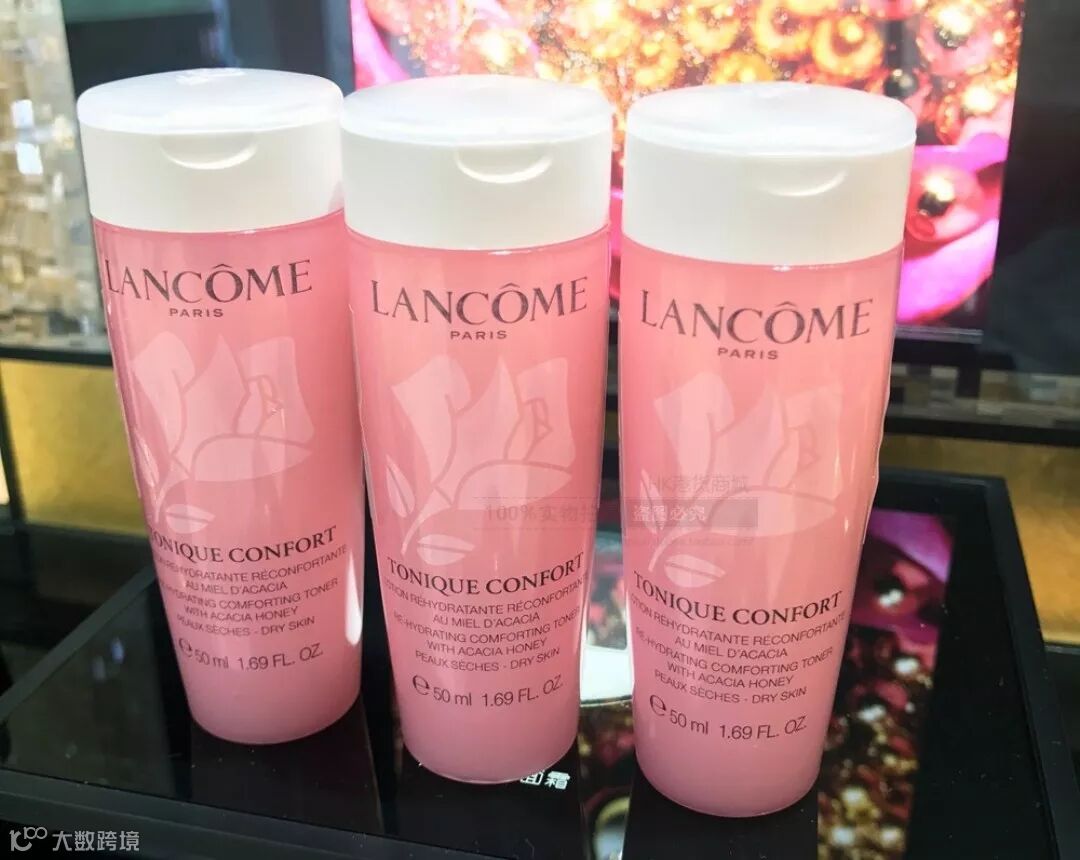 LANCÔME
PARIS
TONIQUE CONFORT
RÉHYDRATANTE RÉCONFORTANTE
AU MIEL D'ACACIA
COMFORTING TONER
WITH ACACIA HONEY
PEAUX SÈCHES - DRY SKIN
℮ 50 ml 1.69 FL. OZ.
LANCÔME
PARIS
TONIQUE CONFORT
LOTION RÉHYDRATANTE RÉCONFORTANTE
AU MIEL D'ACACIA
RE-HYDRATING COMFORTING TONER
WITH ACACIA HONEY
PEAUX SÈCHES - DRY SKIN
℮ 50 ml 1.69 FL. OZ.
LANCÔME
PARIS
TONIQUE CONFORT
LOTION RÉHYDRATANTE RÉCONFORTANTE
AU MIEL D'ACACIA
RE-HYDRATING COMFORTING TONER
WITH ACACIA HONEY
PEAUX SÈCHES - DRY SKIN
℮ 50 ml 1.69 FL. OZ.
100%实物拍
盗图必究
霜
大数跨境